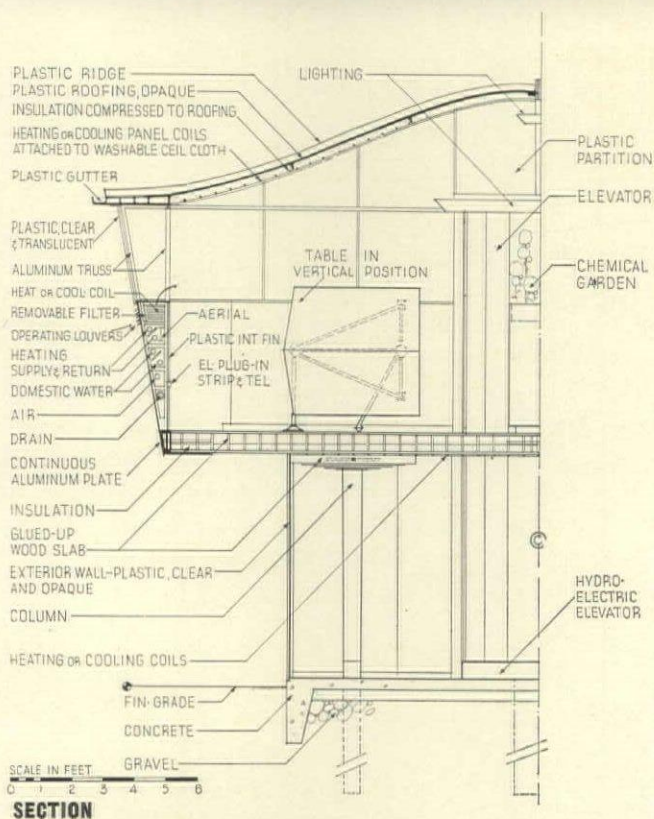 PLASTIC RIDGE
PLASTIC ROOFING, OPAQUE
INSULATION COMPRESSED TO ROOFING
HEATING OR COOLING PANEL COILS
ATTACHED TO WASHABLE CEIL CLOTH
PLASTIC GUTTER
PLASTIC, CLEAR
& TRANSLUCENT
ALUMINUM TRUSS
HEAT OR COOL COIL
REMOVABLE FILTER
OPERATING LOUVERS
HEATING
SUPPLY & RETURN
DOMESTIC WATER
AIR
DRAIN
CONTINUOUS
ALUMINUM PLATE
INSULATION
GLUED-UP
WOOD SLAB
EXTERIOR WALL-PLASTIC, CLEAR
AND OPAQUE
COLUMN
HEATING OR COOLING COILS
FIN. GRADE
CONCRETE
GRAVEL
LIGHTING
TABLE IN
VERTICAL POSITION
AERIAL
PLASTIC INT FIN
EL PLUG-IN
STRIP & TEL
PLASTIC
PARTITION
ELEVATOR
CHEMICAL
GARDEN
HYDRO-
ELECTRIC
ELEVATOR
SCALE IN FEET
0 1 2 3 4 5 6
SECTION